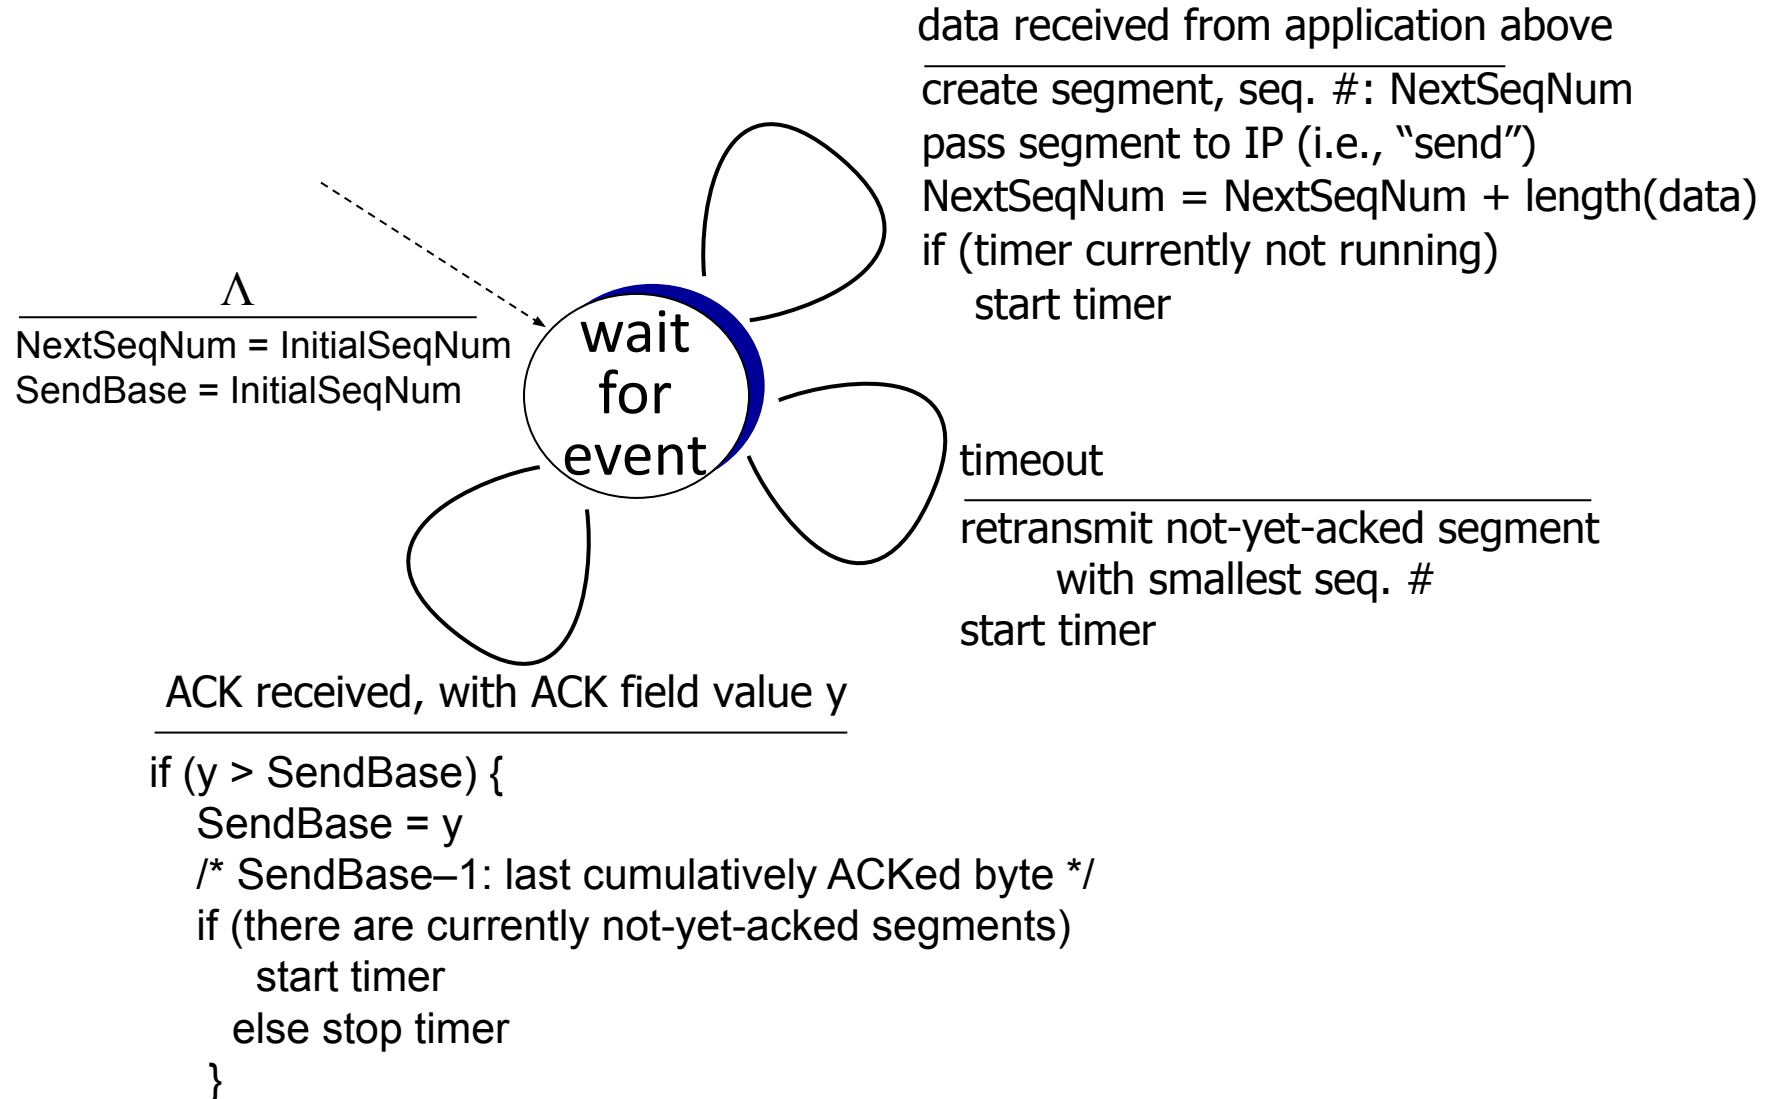 data received from application above
create segment, seq. #: NextSeqNum
pass segment to IP (i.e., “send”)
NextSeqNum = NextSeqNum + length(data)
if (timer currently not running)
start timer
Λ
NextSeqNum = InitialSeqNum
SendBase = InitialSeqNum
wait
for
event
timeout
retransmit not-yet-acked segment
with smallest seq. #
start timer
ACK received, with ACK field value y
if (y > SendBase) {
SendBase = y
/* SendBase–1: last cumulatively ACKed byte */
if (there are currently not-yet-acked segments)
start timer
else stop timer
}